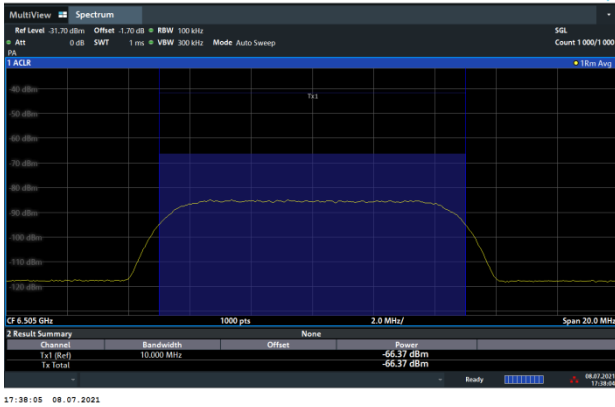 MultiView Spectrum
Ref Level -31.70 dBm Offset -1.70 dB RBW 100 kHz SGL
Att 0 dB SWT 1 ms VBW 300 kHz Mode Auto Sweep Count 1000/1000
PA
1 ACLR 1Rm Avg
Tx1
-40 dBm
-50 dBm
-60 dBm
-70 dBm
-80 dBm
-90 dBm
-100 dBm
-110 dBm
-120 dBm
CF 6.505 GHz 1000 pts 2.0 MHz/ Span 20.0 MHz
2 Result Summary None
Channel Bandwidth Offset Power
Tx1 (Ref) 10.000 MHz -66.37 dBm
Tx Total -66.37 dBm
Ready 08.07.2021
17:38:04
17:38:05 08.07.2021